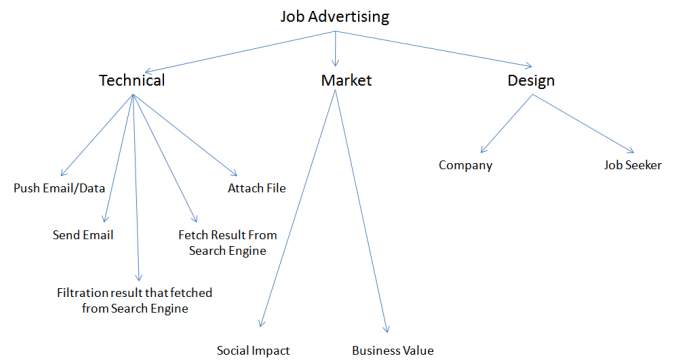 Job Advertising
Technical
Market
Design
Company
Job Seeker
Push Email/Data
Attach File
Send Email
Fetch Result From
Search Engine
Filtration result that fetched
from Search Engine
Social Impact
Business Value